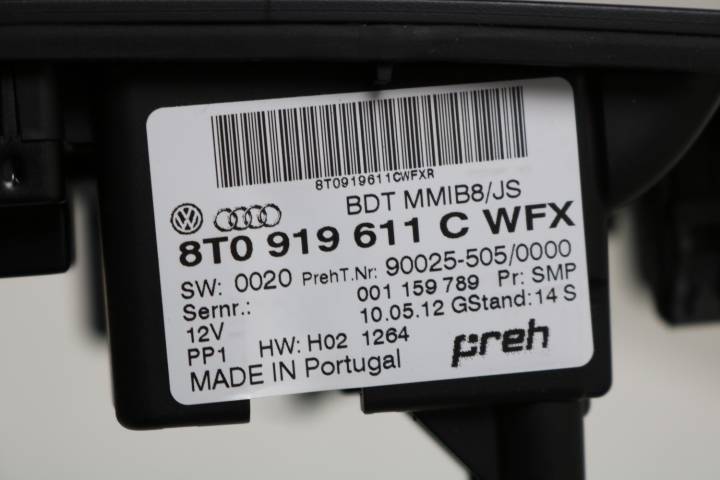 8T0919611CWFXR
BDT MMIB8/JS
8T0 919 611 C WFX
SW: 0020 PrehT.Nr: 90025-505/0000
Sernr.: 001 159 789 Pr: SMP
12V 10.05.12 GStand: 14 S
PP1 HW: H02 1264
MADE IN Portugal preh